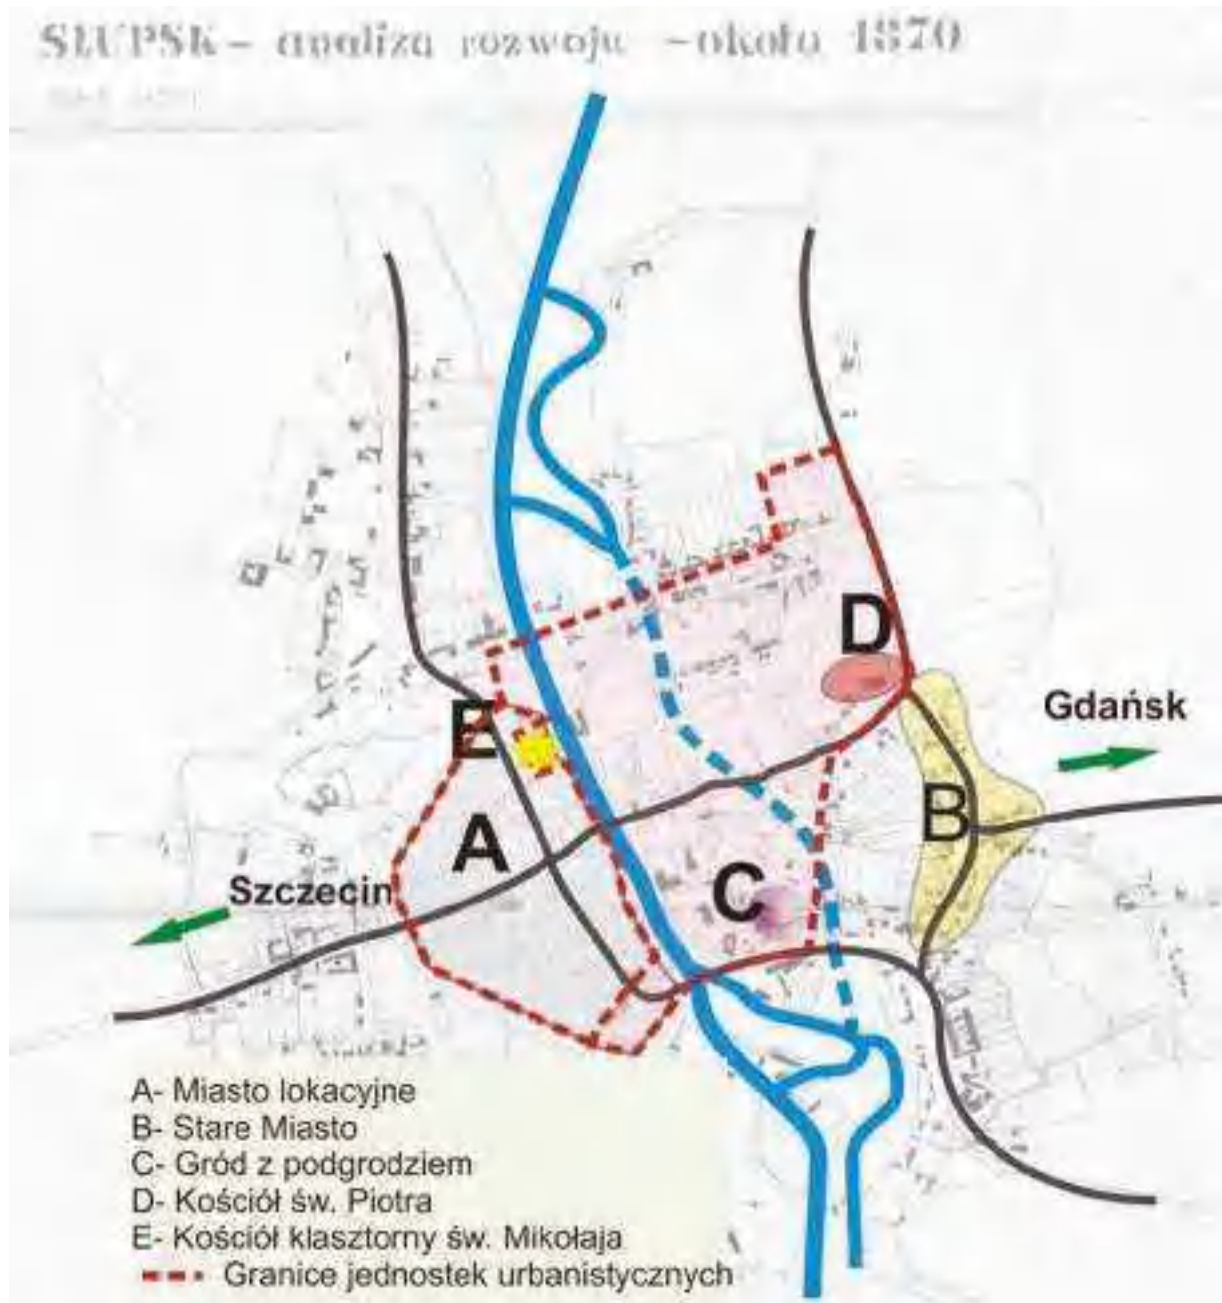 SŁUPSK - analiza rozwoju - około 1870
D
E
Gdańsk
B
A
C
Szczecin
A- Miasto lokacyjne
B- Stare Miasto
C- Gród z podgrodziem
D- Kościół św. Piotra
E- Kościół klasztorny św. Mikołaja
Granice jednostek urbanistycznych